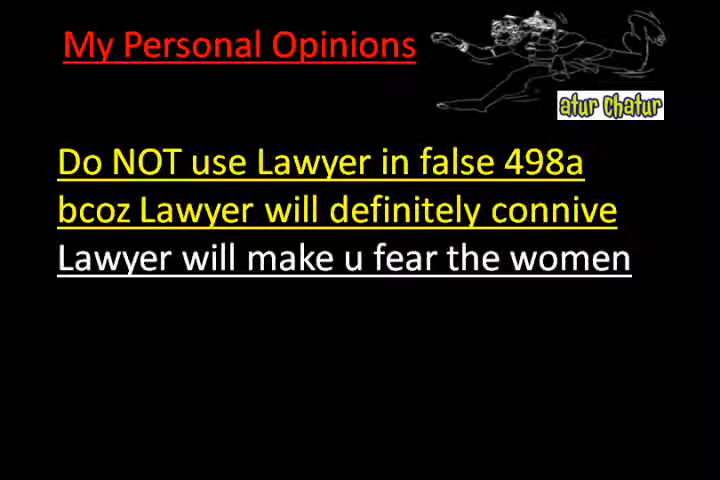 My Personal Opinions
atur chatur
Do NOT use Lawyer in false 498a
bcoz Lawyer will definitely connive
Lawyer will make u fear the women